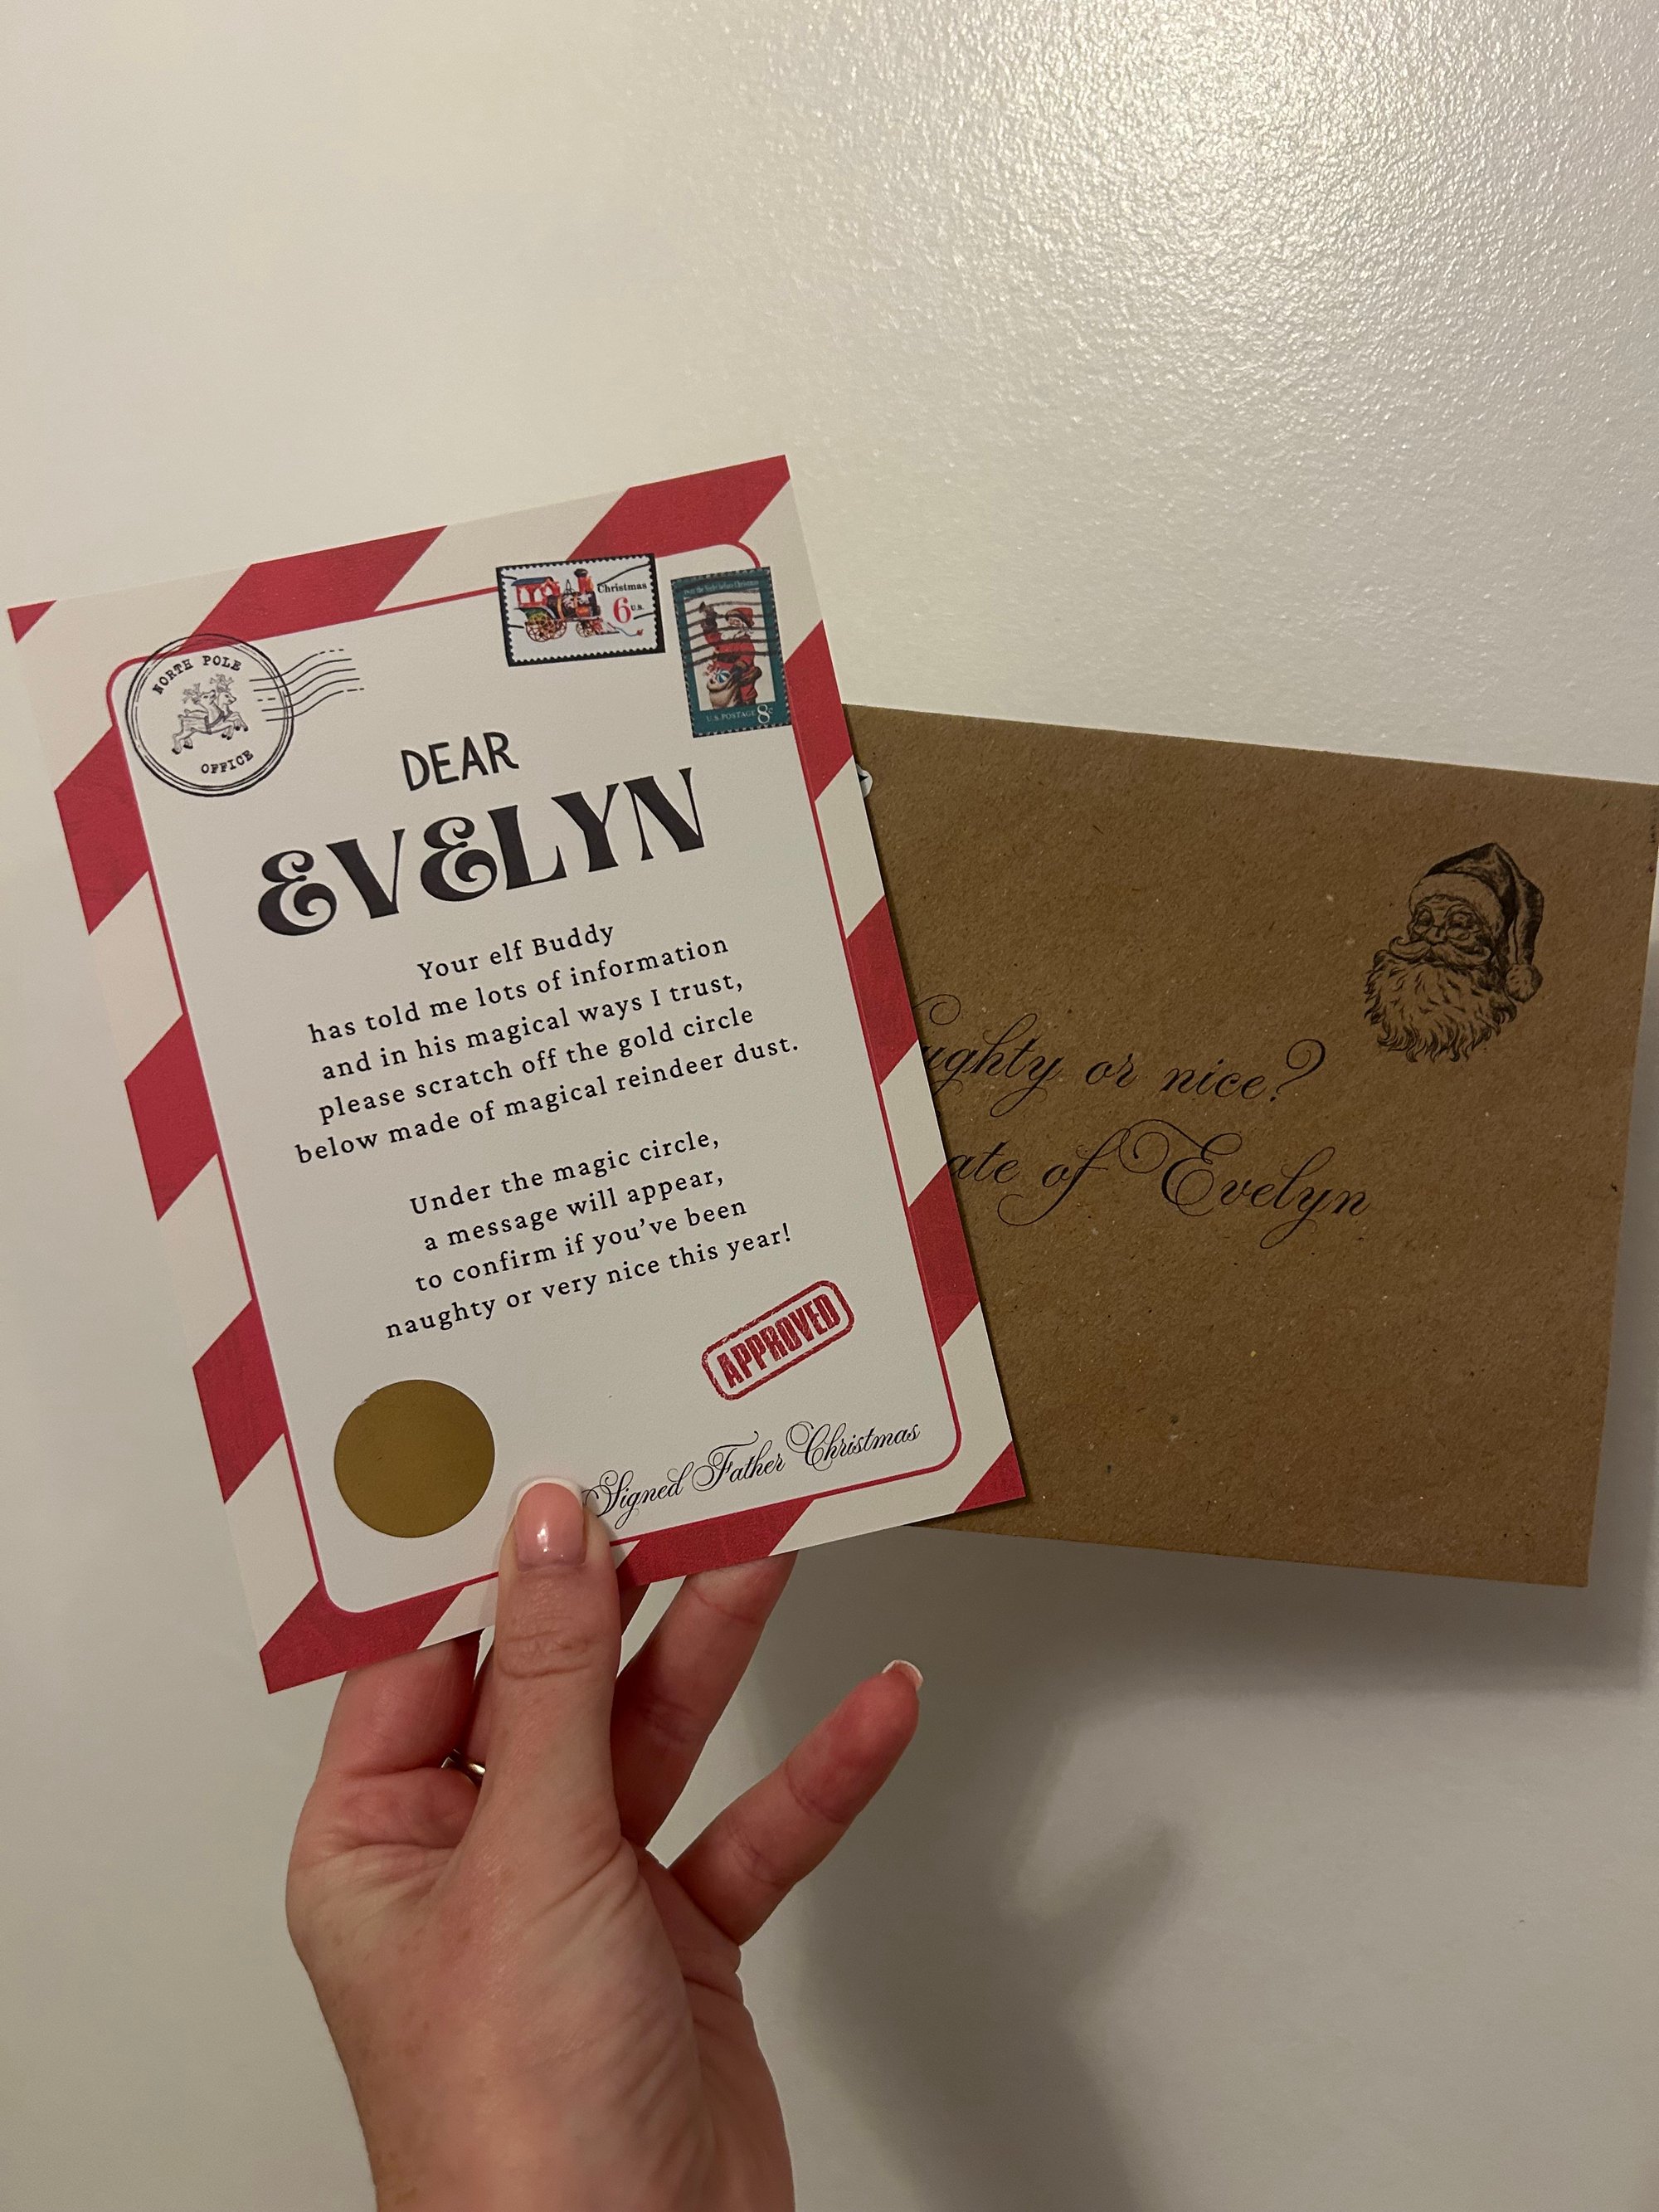 NORTH POLE
OFFICE
Christmas
6 U.S.
U.S. POSTAGE 8c
DEAR
EVELYN
Your elf Buddy
has told me lots of information
and in his magical ways I trust,
please scratch off the gold circle
below made of magical reindeer dust.
Under the magic circle,
a message will appear,
to confirm if you've been
naughty or very nice this year!
APPROVED
Signed Father Christmas
ughty or nice?
ate of Evelyn